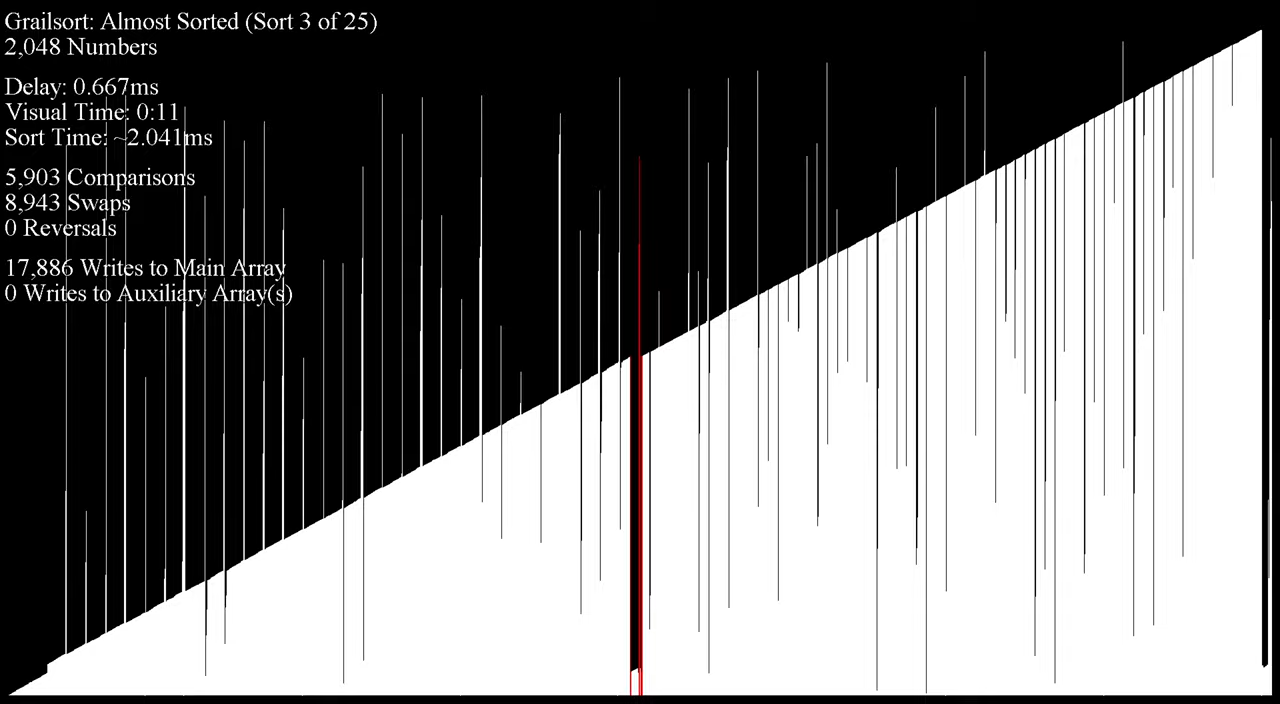 Grailsort: Almost Sorted (Sort 3 of 25)
2,048 Numbers
Delay: 0.667ms
Visual Time: 0:11
Sort Time: ~2.041ms
5,903 Comparisons
8,943 Swaps
0 Reversals
17,886 Writes to Main Array
0 Writes to Auxiliary Array(s)